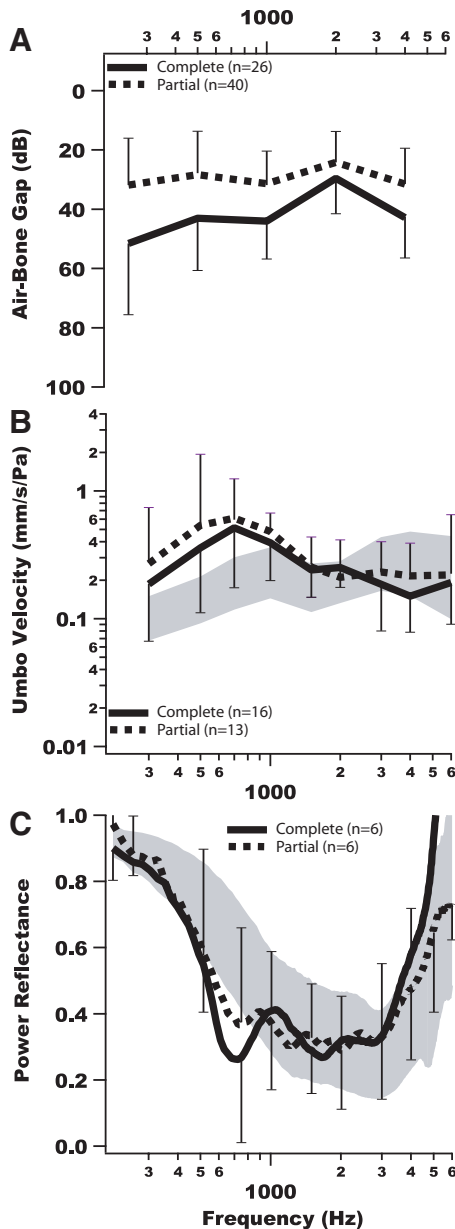 A
1000
3 4 5 6 2 3 4 5 6
Complete (n=26)
Partial (n=40)
Air-Bone Gap (dB)
0
20
40
60
80
100
B
Umbo Velocity (mm/s/Pa)
4
2
1
6
4
2
0.1
6
4
2
0.01
Complete (n=16)
Partial (n=13)
3 4 5 6 2 3 4 5 6
1000
C
Power Reflectance
1.0
0.8
0.6
0.4
0.2
0.0
Complete (n=6)
Partial (n=6)
3 4 5 6 2 3 4 5 6
1000
Frequency (Hz)